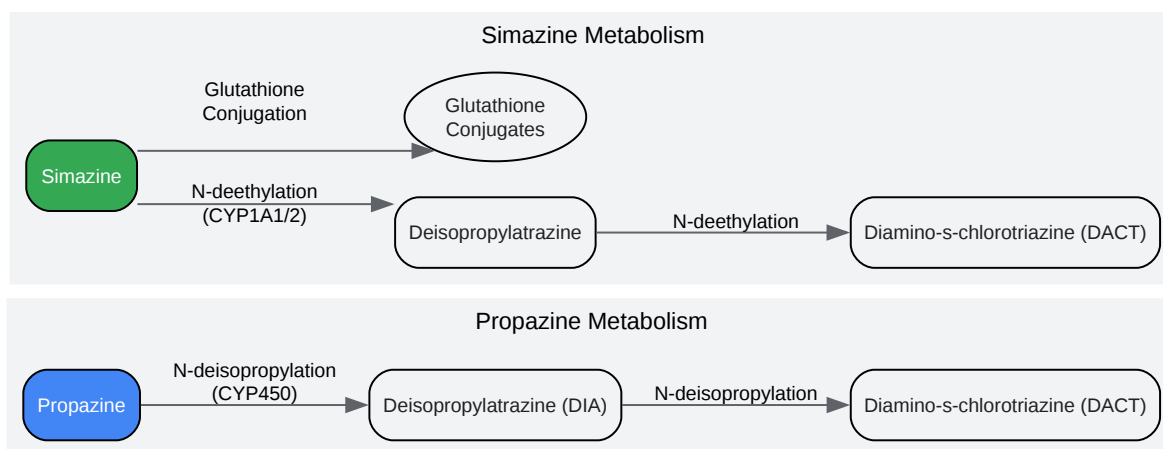 Simazine Metabolism
Glutathione
Conjugation
Glutathione
Conjugates
Simazine
N-deethylation
(CYP1A1/2)
Deisopropylatrazine
N-deethylation
Diamino-s-chlorotriazine (DACT)
Propazine Metabolism
Propazine
N-deisopropylation
(CYP450)
Deisopropylatrazine (DIA)
N-deisopropylation
Diamino-s-chlorotriazine (DACT)